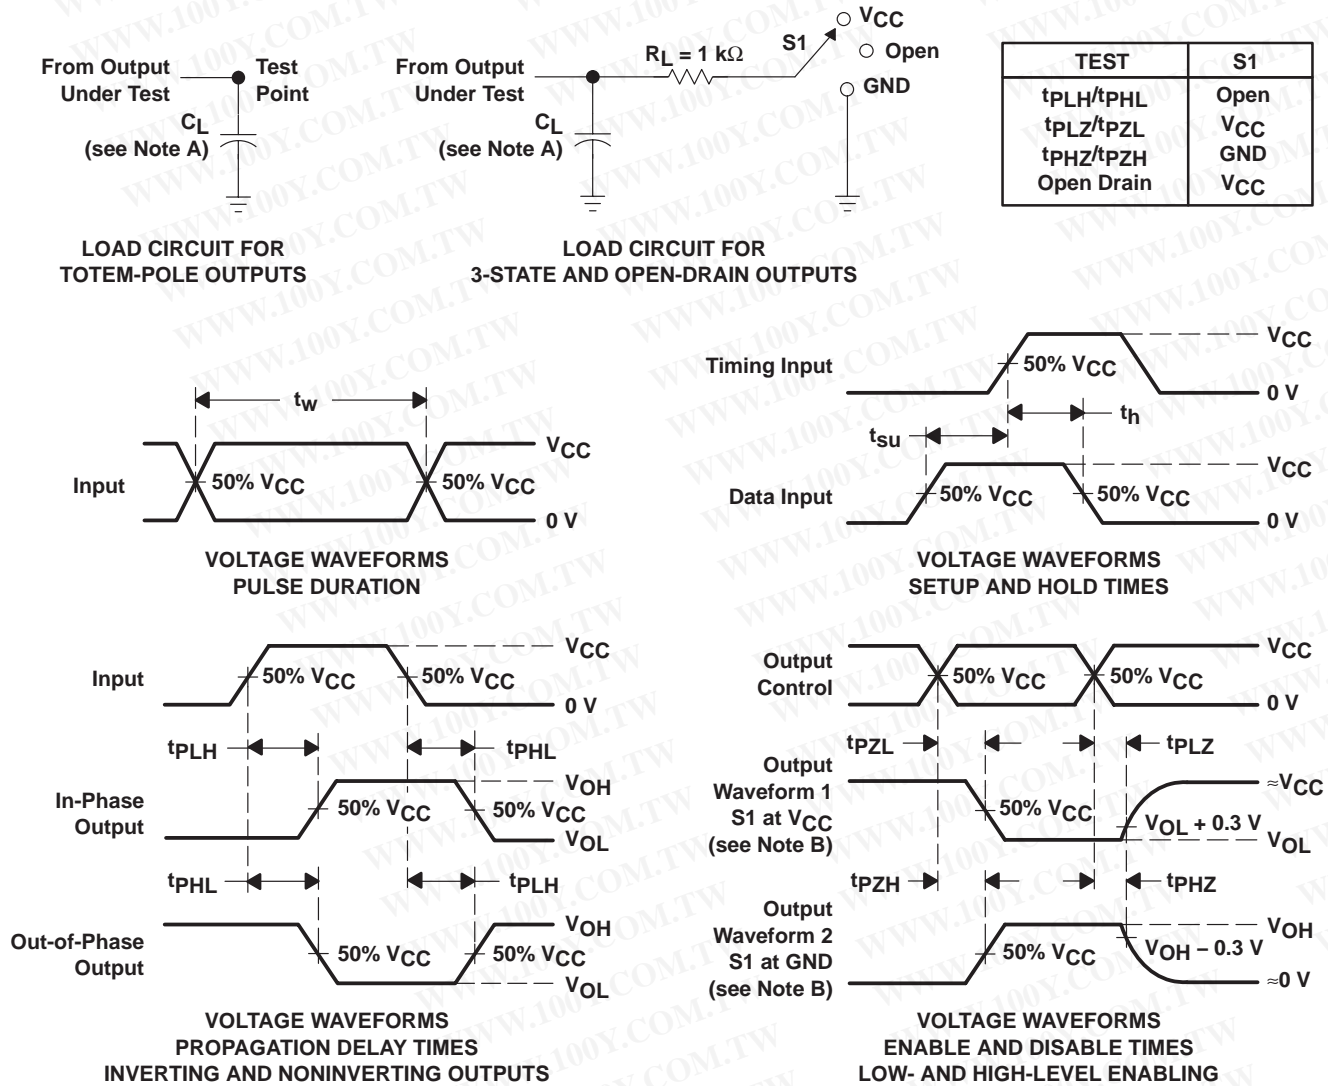 From Output
Under Test
Test
Point
CL
(see Note A)
LOAD CIRCUIT FOR
TOTEM-POLE OUTPUTS
From Output
Under Test
RL = 1 kΩ
S1
VCC
Open
GND
CL
(see Note A)
LOAD CIRCUIT FOR
3-STATE AND OPEN-DRAIN OUTPUTS
TEST S1
tPLH/tPHL Open
tPLZ/tPZL VCC
tPHZ/tPZH GND
Open Drain VCC
tw
Input
50% VCC
50% VCC
VCC
0 V
VOLTAGE WAVEFORMS
PULSE DURATION
Timing Input
50% VCC
VCC
0 V
tsu
th
Data Input
50% VCC
50% VCC
VCC
0 V
VOLTAGE WAVEFORMS
SETUP AND HOLD TIMES
Input
50% VCC
50% VCC
VCC
0 V
tPLH
tPHL
In-Phase
Output
50% VCC
50% VCC
VOH
VOL
tPHL
tPLH
Out-of-Phase
Output
50% VCC
50% VCC
VOH
VOL
VOLTAGE WAVEFORMS
PROPAGATION DELAY TIMES
INVERTING AND NONINVERTING OUTPUTS
Output
Control
50% VCC
50% VCC
VCC
0 V
tPZL
tPLZ
Output
Waveform 1
S1 at VCC
(see Note B)
50% VCC
VOL + 0.3 V
≈VCC
VOL
tPZH
tPHZ
Output
Waveform 2
S1 at GND
(see Note B)
50% VCC
VOH − 0.3 V
VOH
≈0 V
VOLTAGE WAVEFORMS
ENABLE AND DISABLE TIMES
LOW- AND HIGH-LEVEL ENABLING
WWW.100Y.COM.TW